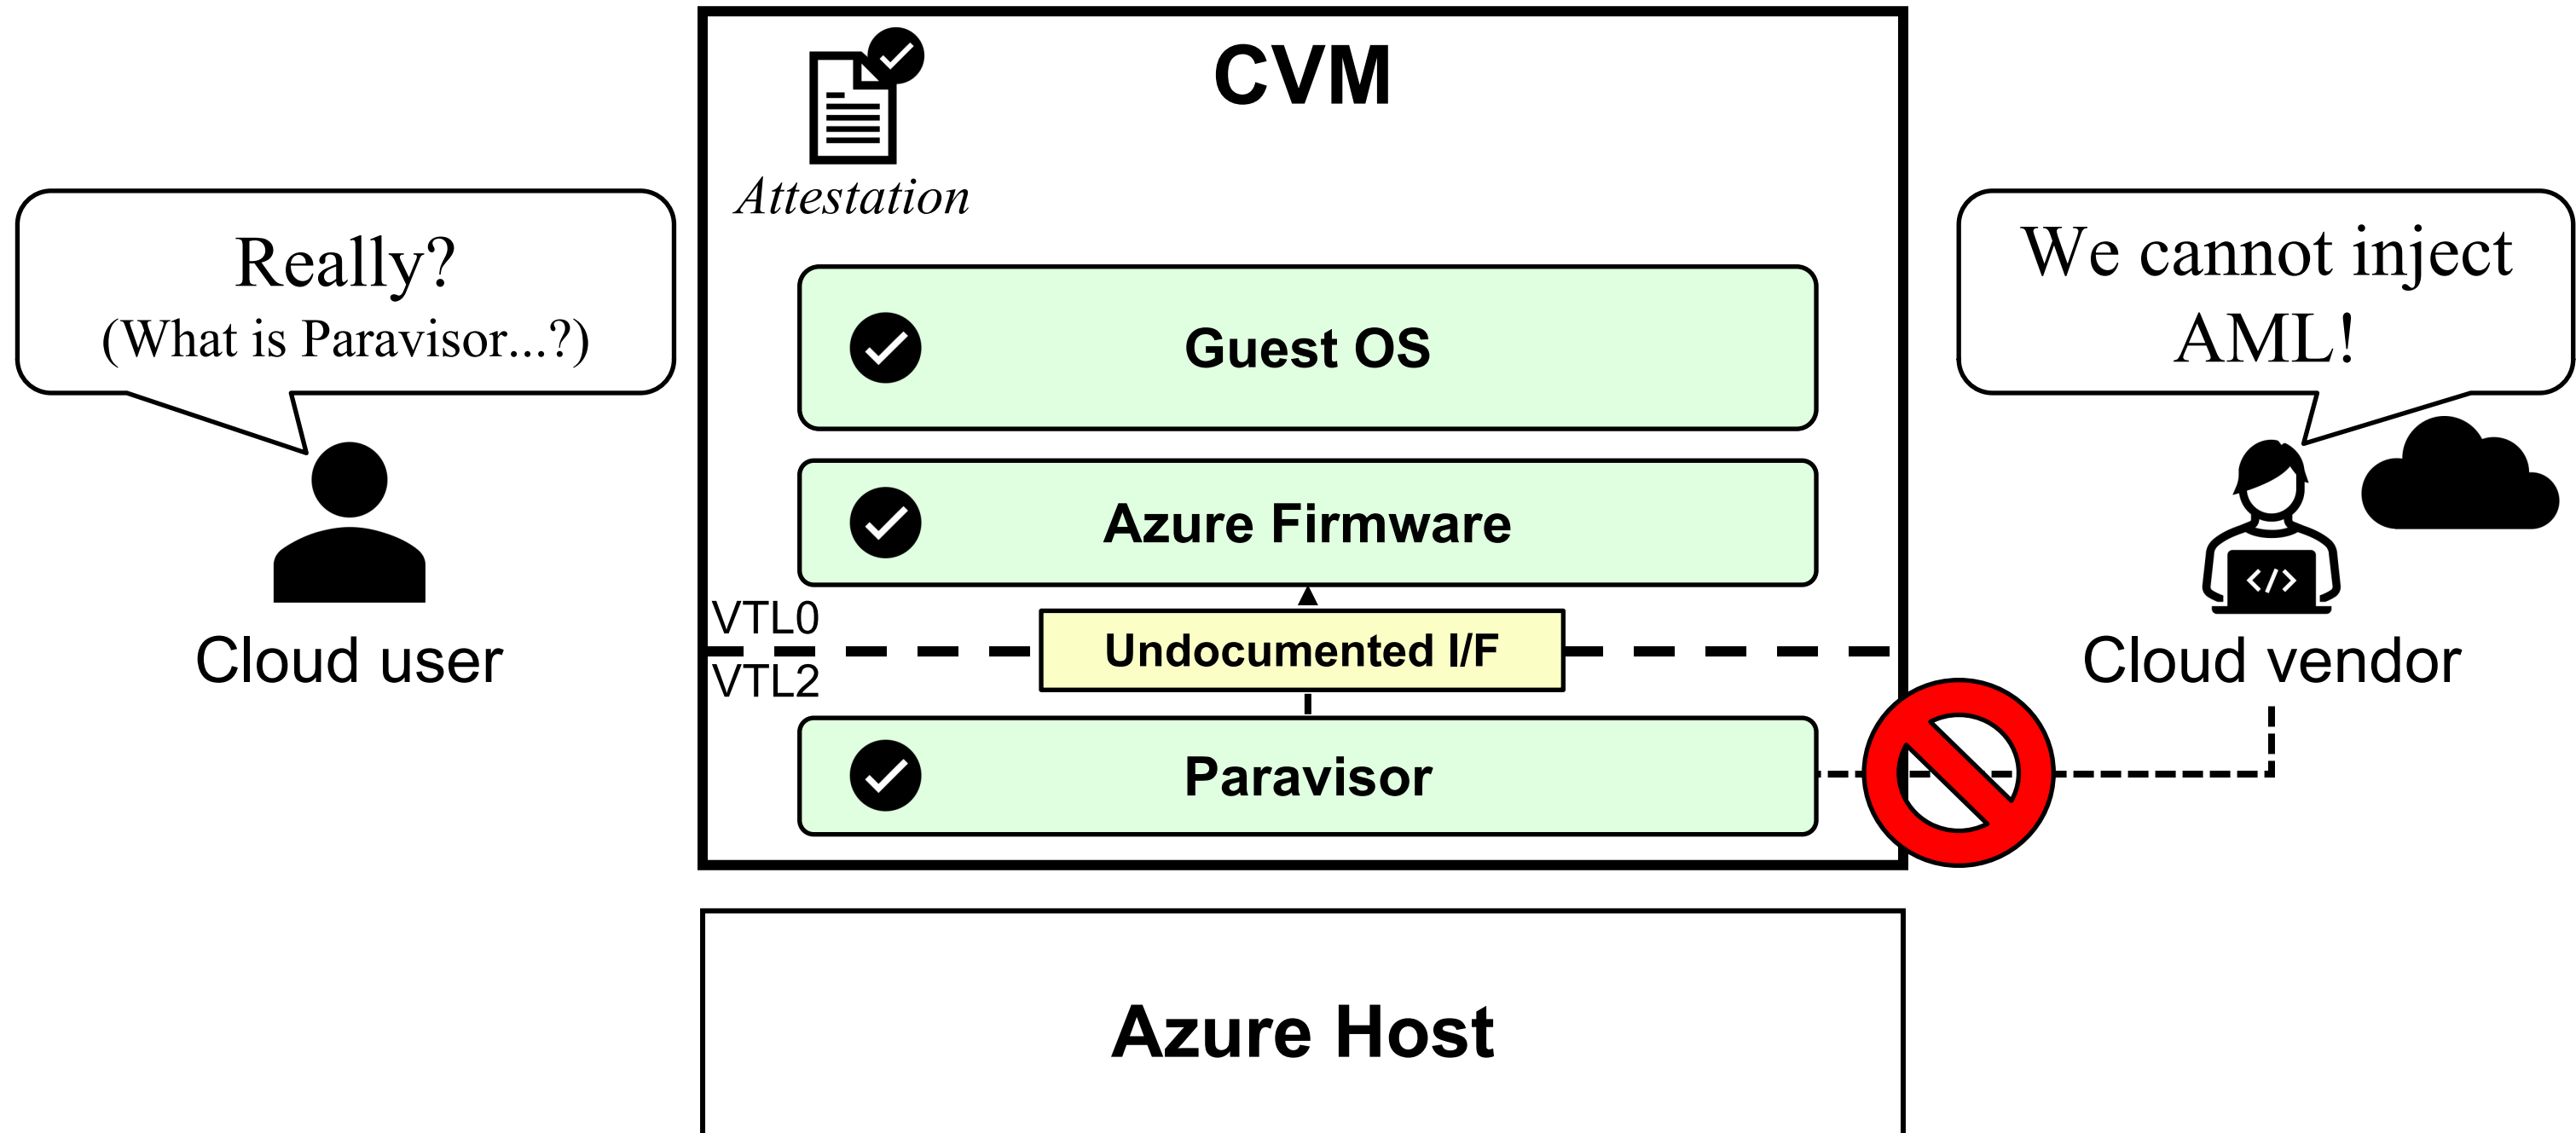 CVM
Attestation
Really?
(What is Paravisor...?)
We cannot inject
AML!
Guest OS
Azure Firmware
VTL0
Undocumented I/F
VTL2
Cloud user
Cloud vendor
Paravisor
Azure Host